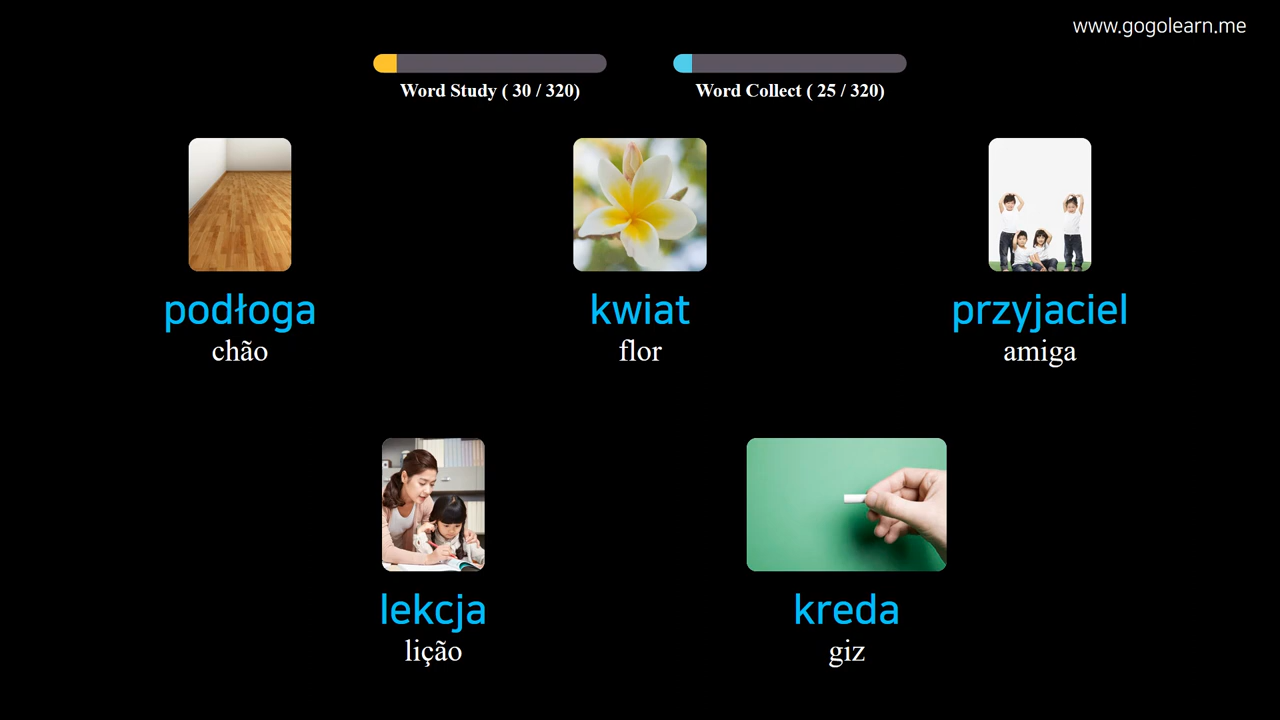 www.gogolearn.me
Word Study ( 30 / 320)
Word Collect ( 25 / 320)
podłoga
kwiat
przyjaciel
chão
flor
amiga
lekcja
kreda
lição
giz